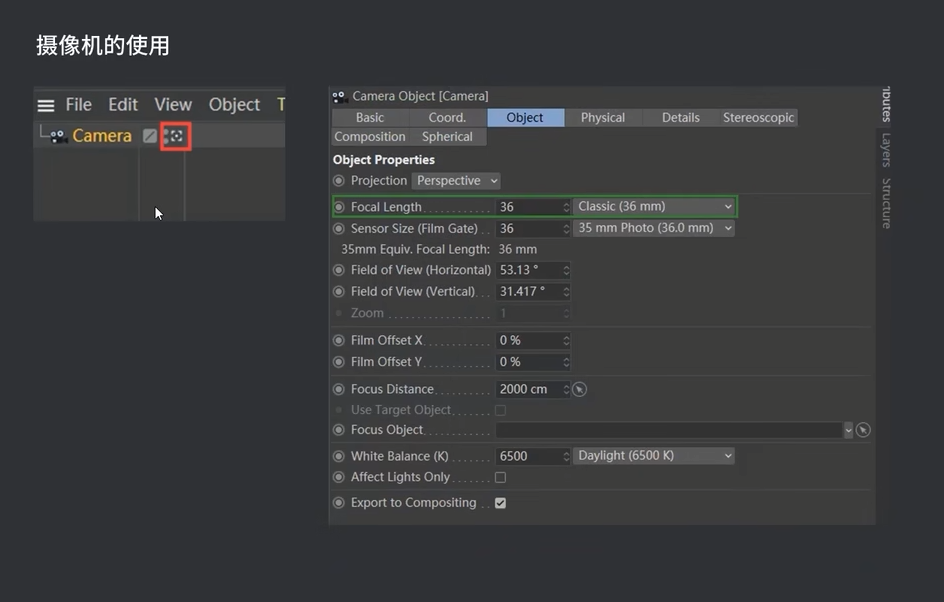 摄像机的使用
File Edit View Object T
Camera
Camera Object [Camera]
Basic Coord. Object Physical Details Stereoscopic
Composition Spherical
Object Properties
Projection Perspective
Focal Length 36 Classic (36 mm)
Sensor Size (Film Gate) 36 35 mm Photo (36.0 mm)
35mm Equiv. Focal Length: 36 mm
Field of View (Horizontal) 53.13 °
Field of View (Vertical) 31.417 °
Zoom 1
Film Offset X 0 %
Film Offset Y 0 %
Focus Distance 2000 cm
Use Target Object
Focus Object
White Balance (K) 6500 Daylight (6500 K)
Affect Lights Only
Export to Compositing
Layers
Structure